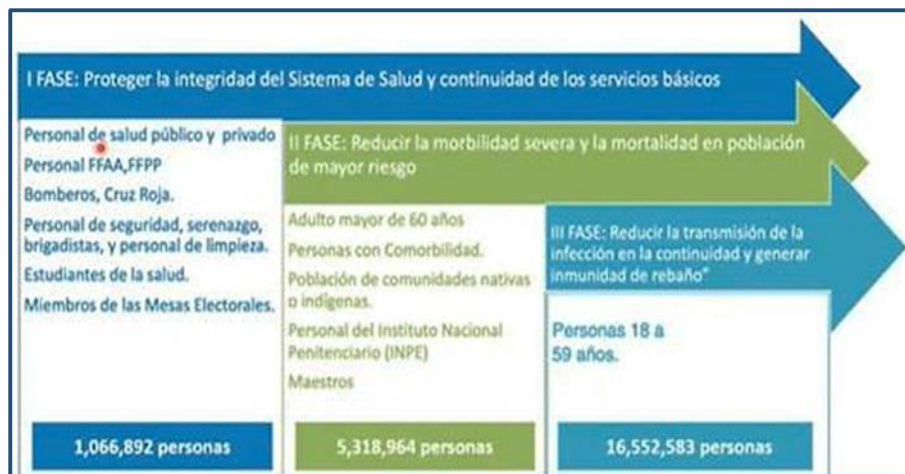 I FASE: Proteger la integridad del Sistema de Salud y continuidad de los servicios básicos
Personal de salud público y privado
Personal FFAA,FFPP
Bomberos, Cruz Roja.
Personal de seguridad, serenazgo,
brigadistas, y personal de limpieza.
Estudiantes de la salud.
Miembros de las Mesas Electorales.
1,066,892 personas
II FASE: Reducir la morbilidad severa y la mortalidad en población
de mayor riesgo
Adulto mayor de 60 años
Personas con Comorbilidad.
Población de comunidades nativas
o indígenas.
Personal del Instituto Nacional
Penitenciario (INPE)
Maestros
5,318,964 personas
III FASE: Reducir la transmisión de la
infección en la continuidad y generar
inmunidad de rebaño"
Personas 18 a
59 años.
16,552,583 personas